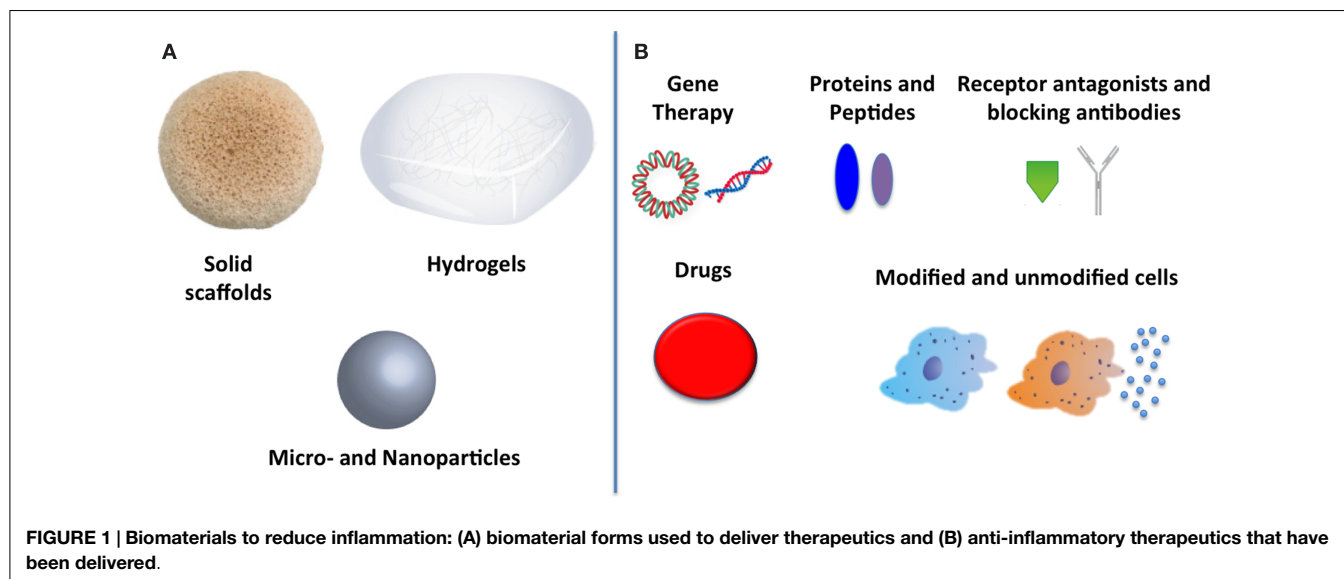 A
Solid
scaffolds
Hydrogels
Micro- and Nanoparticles
B
Gene
Therapy
Proteins and
Peptides
Receptor antagonists and
blocking antibodies
Drugs
Modified and unmodified cells
FIGURE 1 | Biomaterials to reduce inflammation: (A) biomaterial forms used to deliver therapeutics and (B) anti-inflammatory therapeutics that have
been delivered.